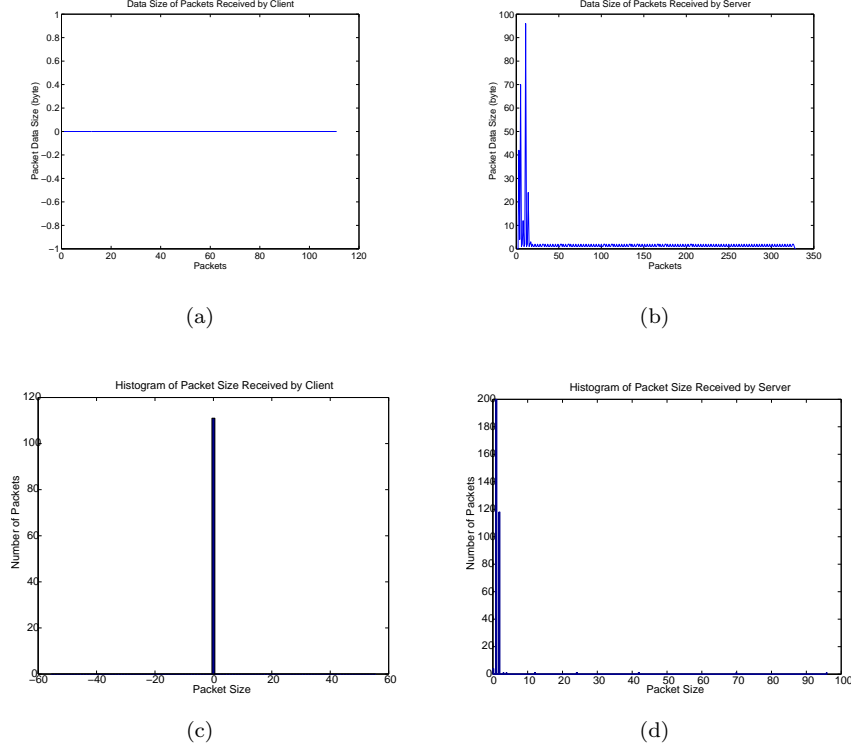 Data Size of Packets Received by Client
1
0.8
0.6
0.4
0.2
0
−0.2
−0.4
−0.6
−0.8
−1
Packet Data Size (byte)
0 20 40 60 80 100 120
Packets
(a)
Data Size of Packets Received by Server
100
90
80
70
60
50
40
30
20
10
0
Packet Data Size (byte)
0 50 100 150 200 250 300 350
Packets
(b)
Histogram of Packet Size Received by Client
120
100
80
60
40
20
0
Number of Packets
−60 −40 −20 0 20 40 60
Packet Size
(c)
Histogram of Packet Size Received by Server
200
180
160
140
120
100
80
60
40
20
0
Number of Packets
0 10 20 30 40 50 60 70 80 90 100
Packet Size
(d)